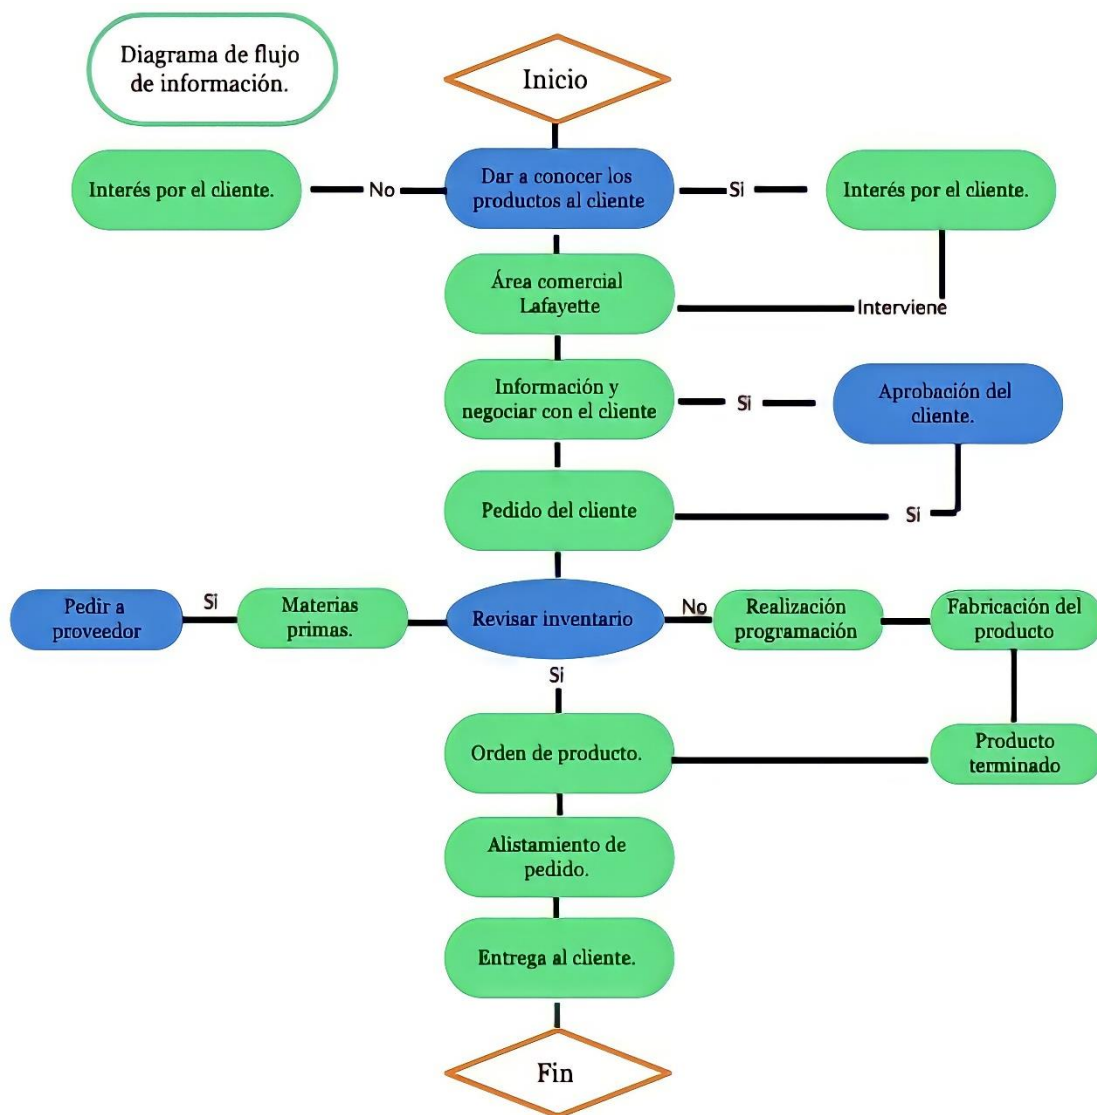 Diagrama de flujo
de información.
Inicio
Interés por el cliente.
No
Dar a conocer los
productos al cliente
Si
Interés por el cliente.
Área comercial
Lafayette
Interviene
Información y
negociar con el cliente
Si
Aprobación del
cliente.
Pedido del cliente
Si
Pedir a
proveedor
Si
Materias
primas.
Revisar inventario
No
Realización
programación
Fabricación del
producto
Si
Orden de producto.
Producto
terminado
Alistamiento de
pedido.
Entrega al cliente.
Fin